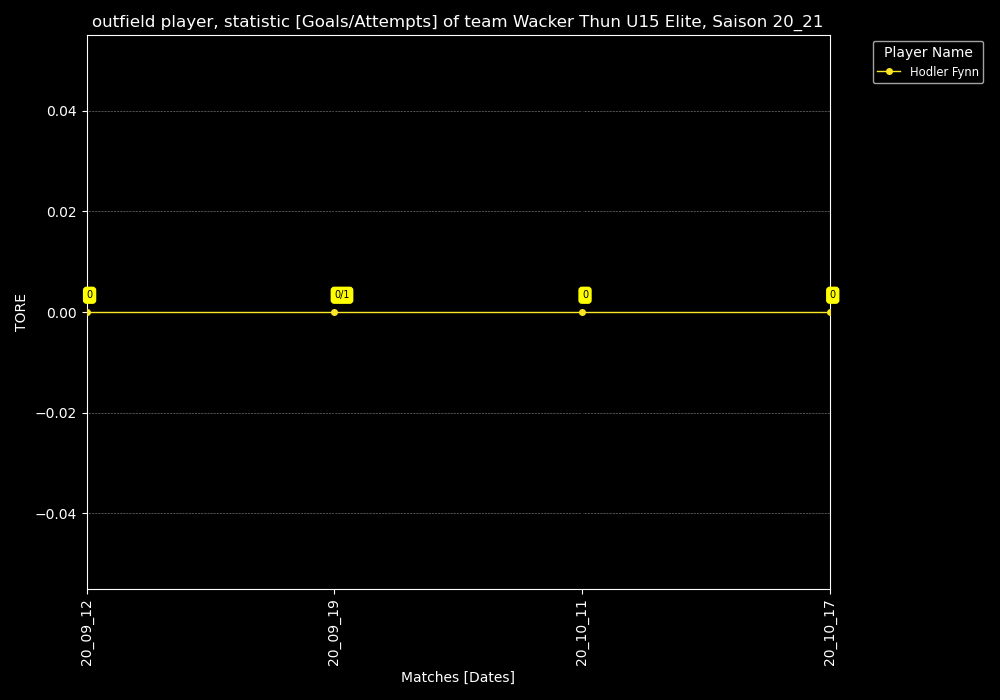 outfield player, statistic [Goals/Attempts] of team Wacker Thun U15 Elite, Saison 20_21
Player Name
Hodler Fynn
TORE
0.04
0.02
0.00
−0.02
−0.04
0
0/1
0
0
20_09_12
20_09_19
20_10_11
20_10_17
Matches [Dates]